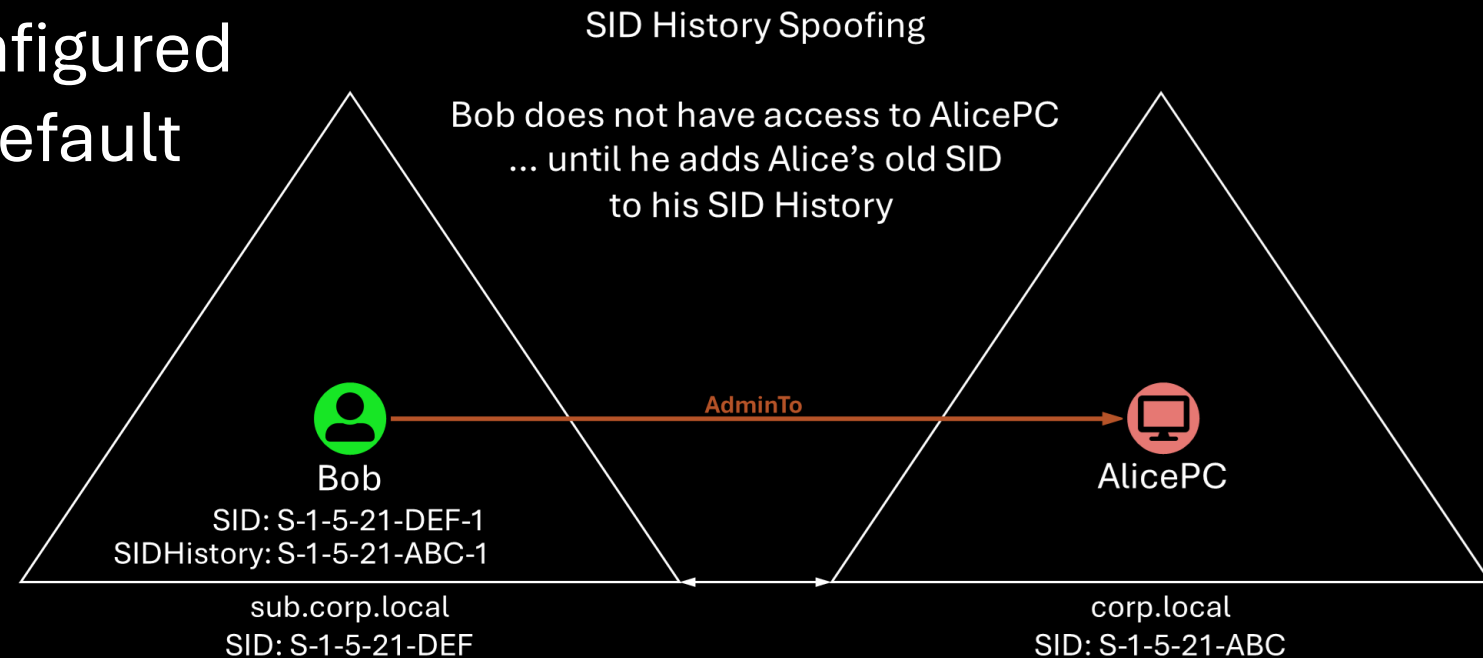 SID History Spoofing
Bob does not have access to AlicePC
... until he adds Alice's old SID
to his SID History
AdminTo
Bob
SID: S-1-5-21-DEF-1
SIDHistory: S-1-5-21-ABC-1
AlicePC
sub.corp.local
SID: S-1-5-21-DEF
corp.local
SID: S-1-5-21-ABC